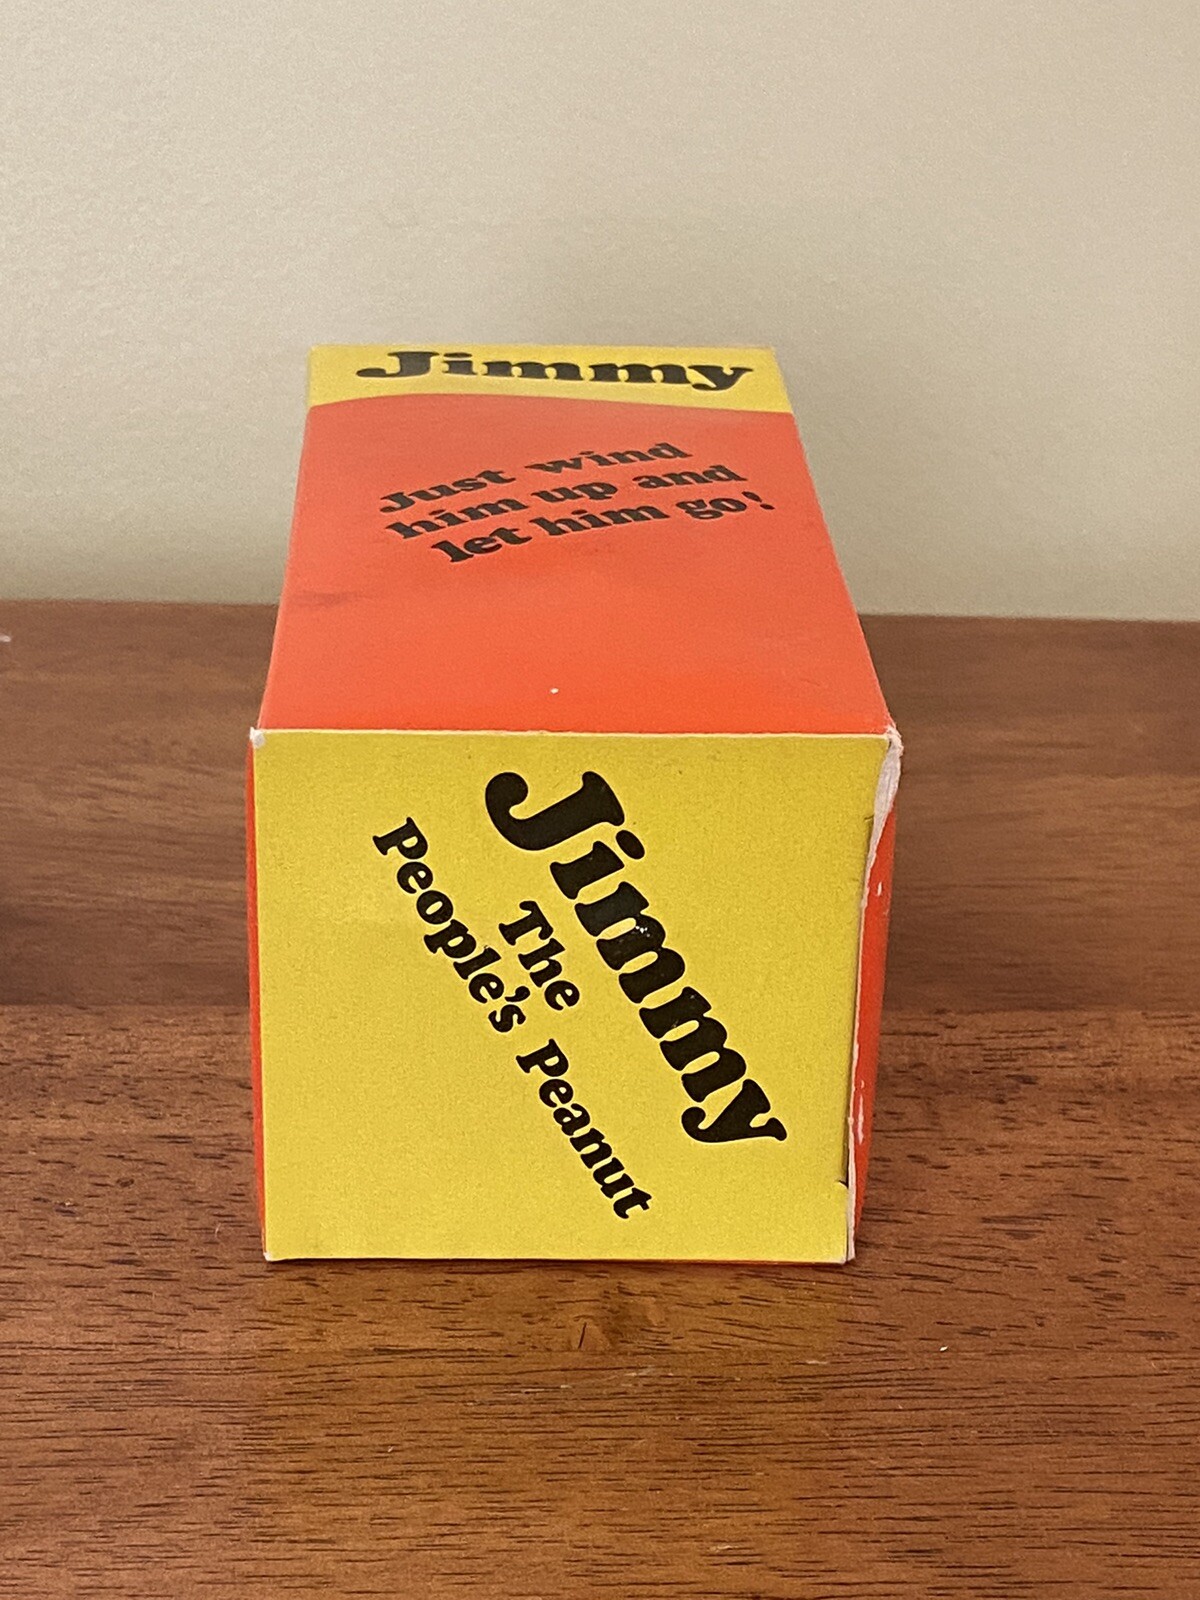 Jimmy
Just wind
him up and
let him go!
Jimmy
The
People's Peanut